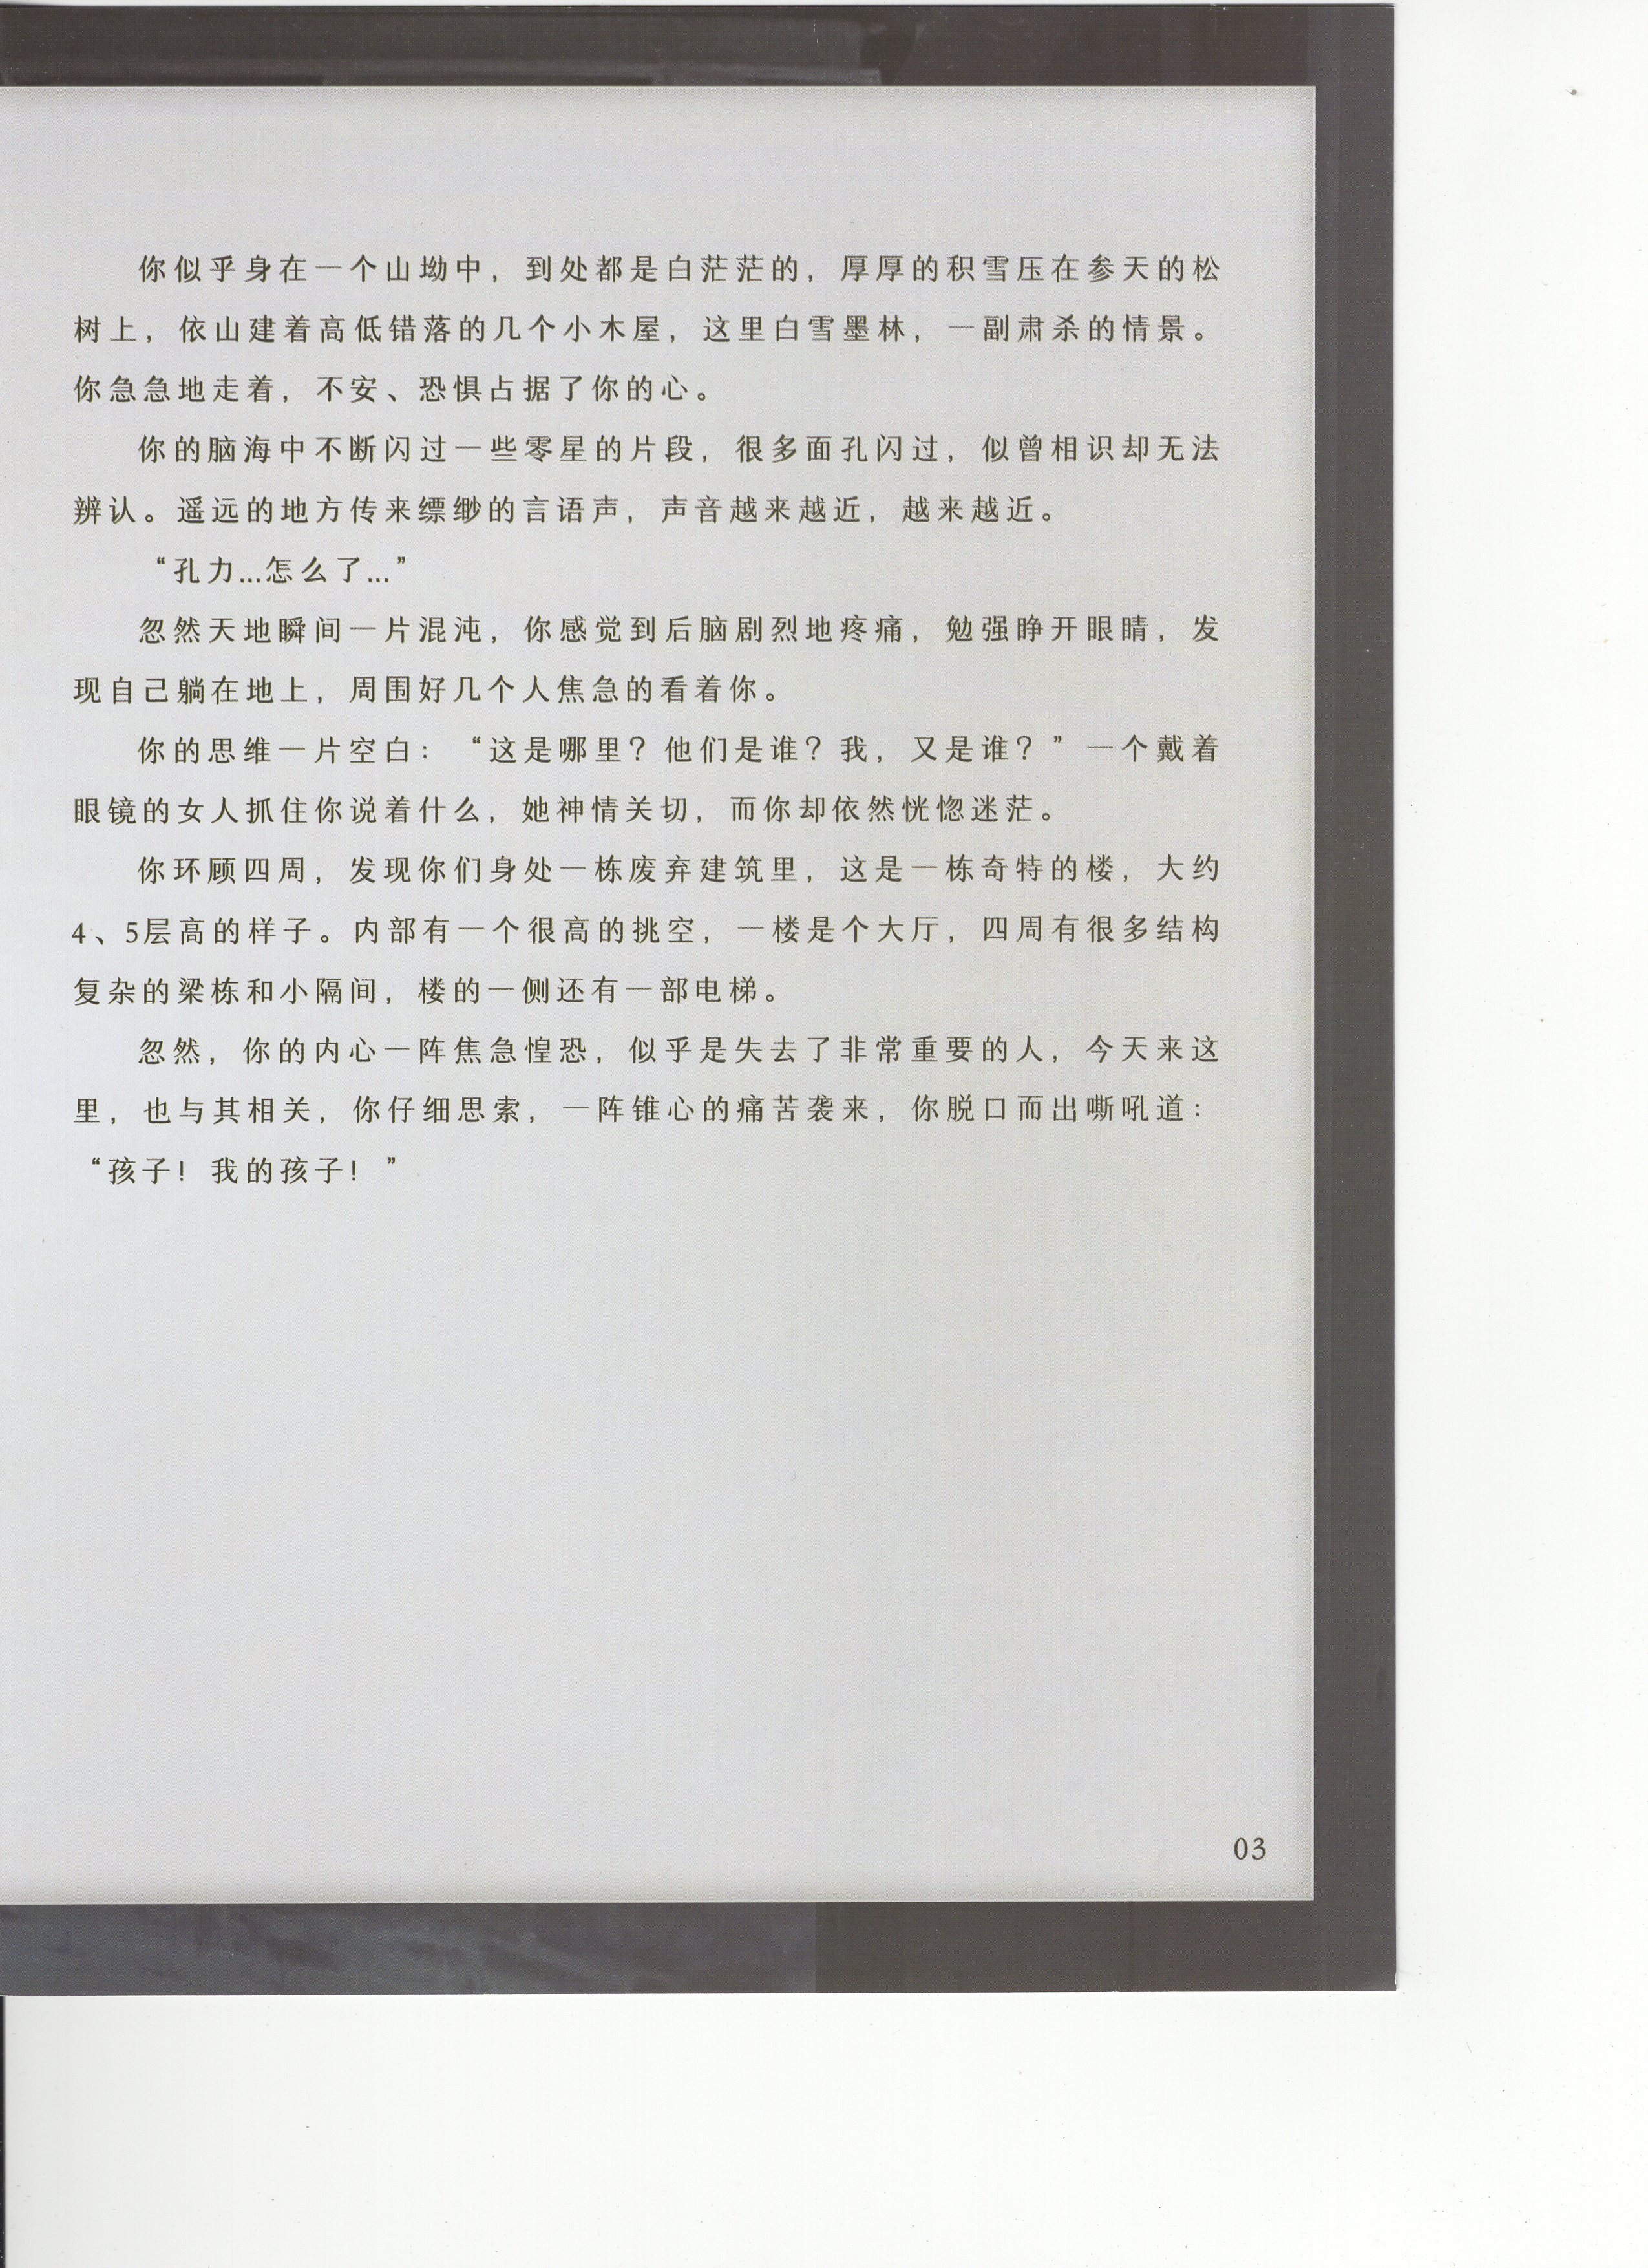 你似乎身在一个山坳中，到处都是白茫茫的，厚厚的积雪压在参天的松
树上，依山建着高低错落的几个小木屋，这里白雪墨林，一副肃杀的情景。
你急急地走着，不安、恐惧占据了你的心。
你的脑海中不断闪过一些零星的片段，很多面孔闪过，似曾相识却无法
辨认。遥远的地方传来缥缈的言语声，声音越来越近，越来越近。
“孔力...怎么了...”
忽然天地瞬间一片混沌，你感觉到后脑剧烈地疼痛，勉强睁开眼睛，发
现自己躺在地上，周围好几个人焦急的看着你。
你的思维一片空白：“这是哪里？他们是谁？我，又是谁？”一个戴着
眼镜的女人抓住你说着什么，她神情关切，而你却依然恍惚迷茫。
你环顾四周，发现你们身处一栋废弃建筑里，这是一栋奇特的楼，大约
4、5层高的样子。内部有一个很高的挑空，一楼是个大厅，四周有很多结构
复杂的梁栋和小隔间，楼的一侧还有一部电梯。
忽然，你的内心一阵焦急惶恐，似乎是失去了非常重要的人，今天来这
里，也与其相关，你仔细思索，一阵锥心的痛苦袭来，你脱口而出嘶吼道：
“孩子！我的孩子！”
03